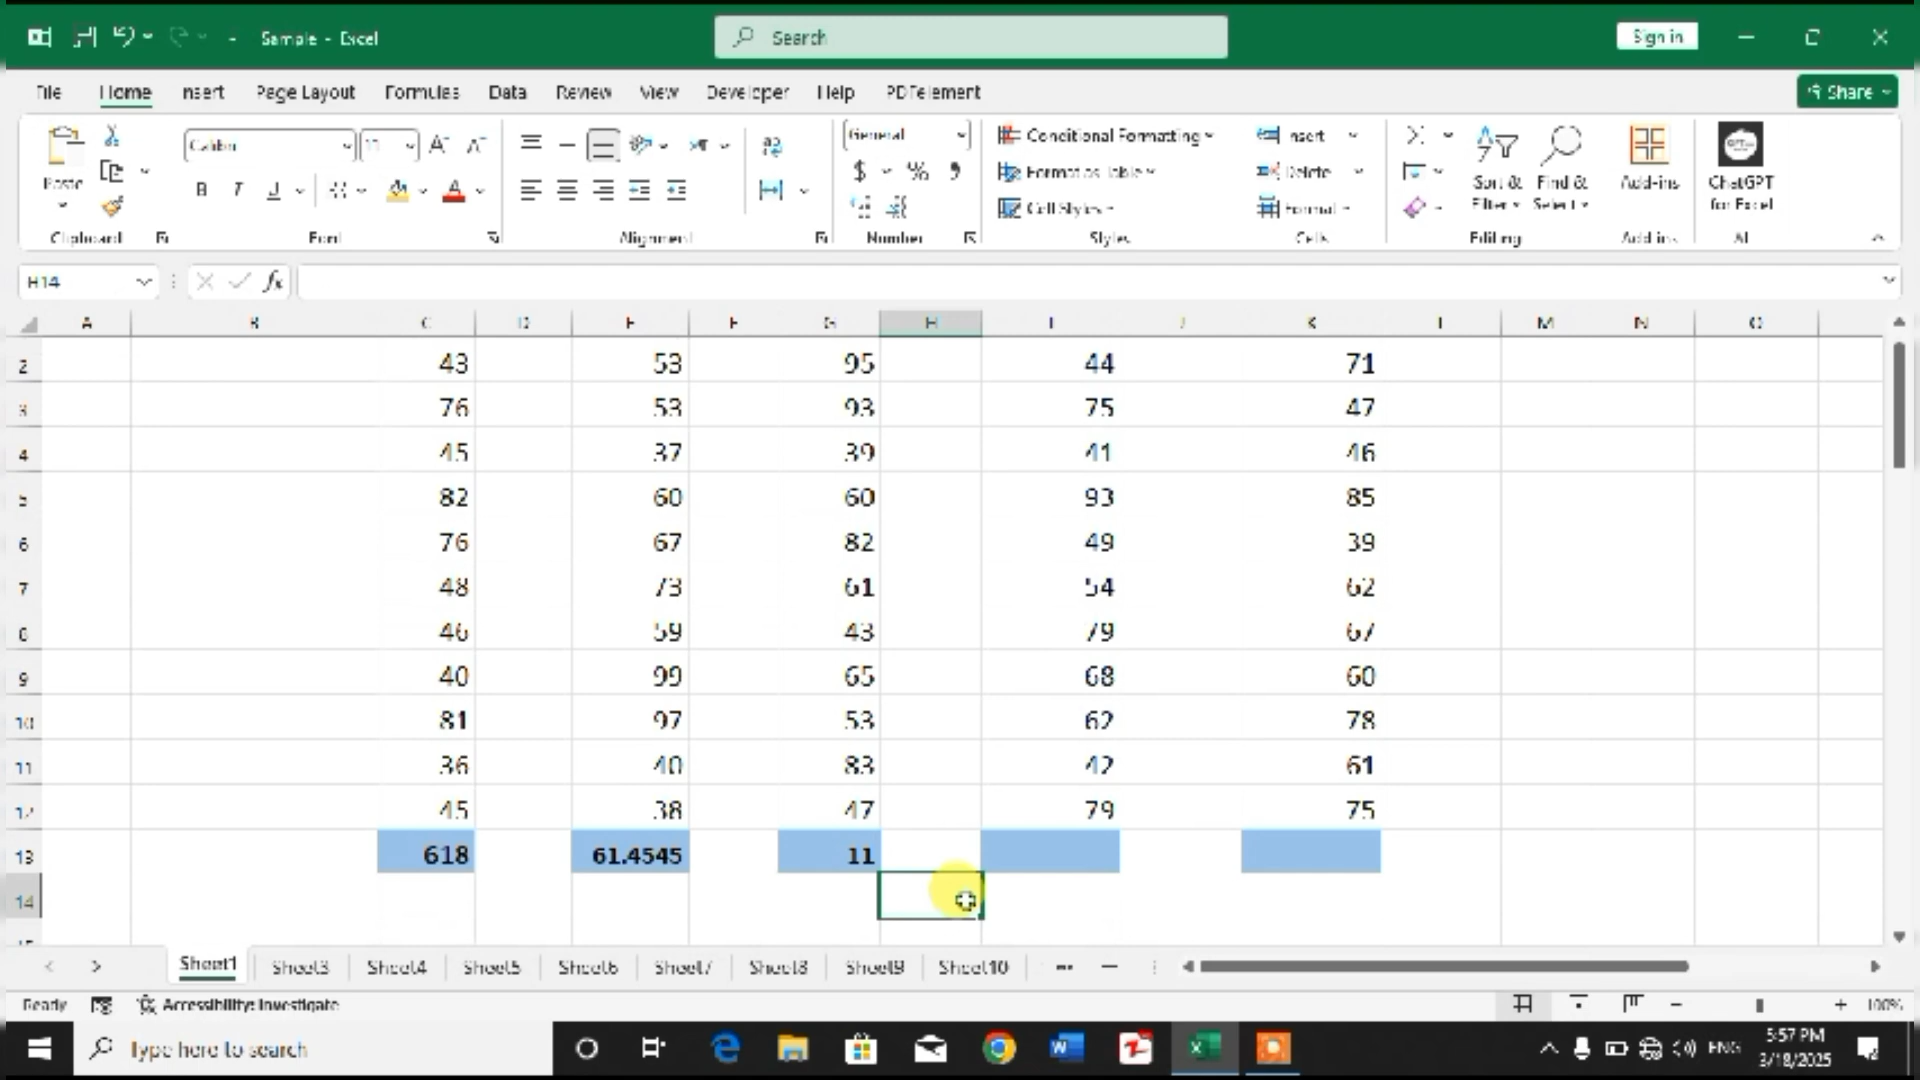 Sample - Excel
Search
Sign in
File Home Insert Page Layout Formulas Data Review View Developer Help PDFelement
Share
Paste
Calibri 11
General
Conditional Formatting
Format as Table
Cell Styles
Insert
Delete
Format
Sort & Filter
Find & Select
Add-ins
ChatGPT for Excel
Clipboard Font Alignment Number Styles Cells Editing Add-ins AI
H14 fx
A B C D E F G H I J K L M N O
2 43 53 95 44 71
3 76 53 93 75 47
4 45 37 39 41 46
5 82 60 60 93 85
6 76 67 82 49 39
7 48 73 61 54 62
8 46 59 43 79 67
9 40 99 65 68 60
10 81 97 53 62 78
11 36 40 83 42 61
12 45 38 47 79 75
13 618 61.4545 11
14
15
Sheet1 Sheet3 Sheet4 Sheet5 Sheet6 Sheet7 Sheet8 Sheet9 Sheet10 ...
Ready Accessibility: Investigate 100%
Type here to search
ENG
5:57 PM
3/18/2025